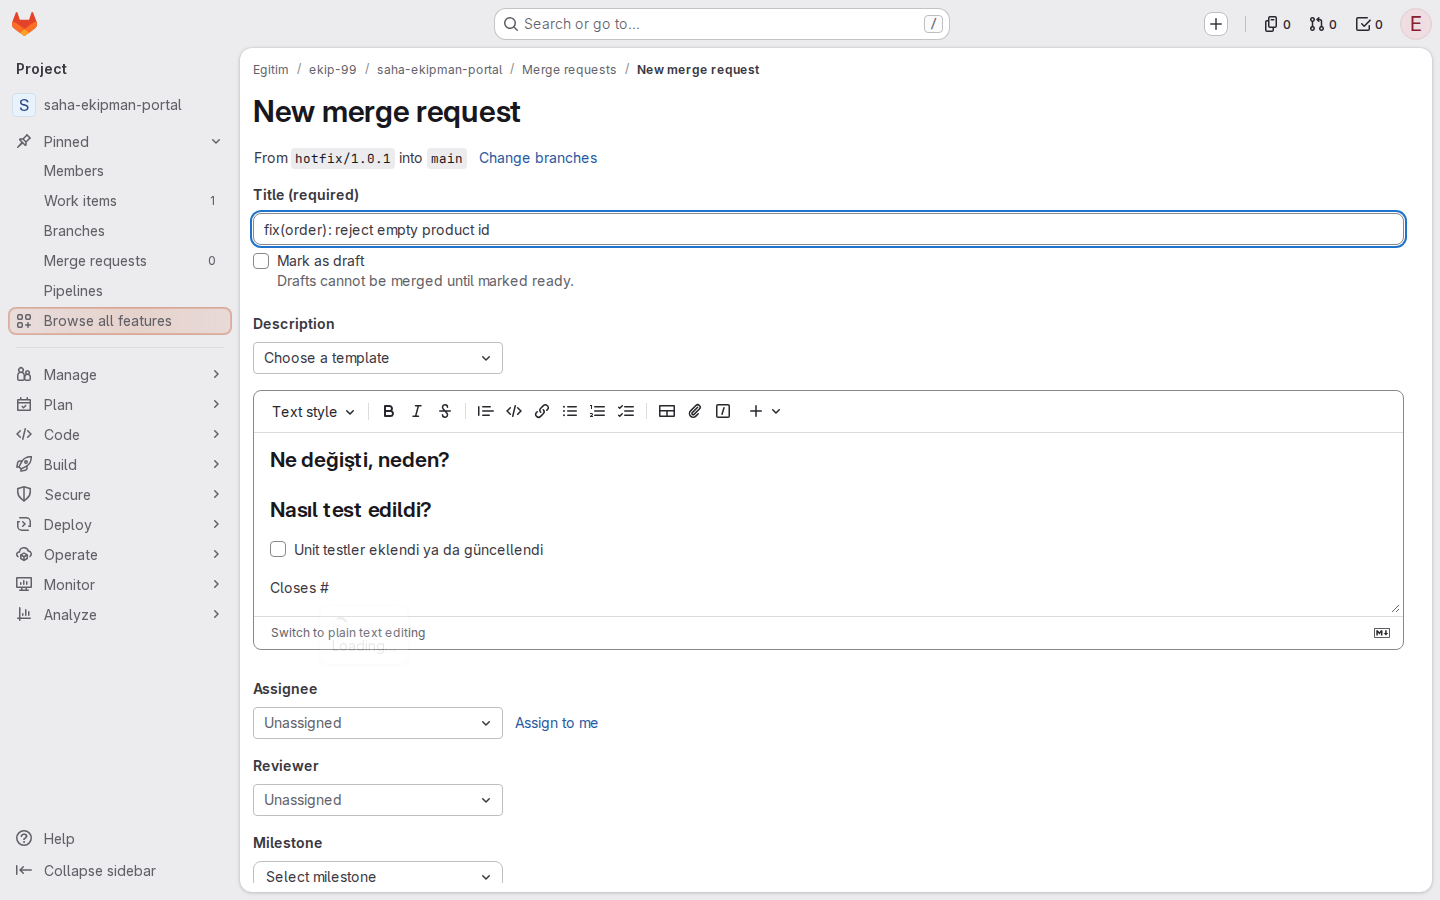 Search or go to...
/
0
0
0
E
Project
S
saha-ekipman-portal
Pinned
Members
Work items
1
Branches
Merge requests
0
Pipelines
Browse all features
Manage
Plan
Code
Build
Secure
Deploy
Operate
Monitor
Analyze
Help
Collapse sidebar
Egitim / ekip-99 / saha-ekipman-portal / Merge requests / New merge request
New merge request
From hotfix/1.0.1 into main Change branches
Title (required)
fix(order): reject empty product id
Mark as draft
Drafts cannot be merged until marked ready.
Description
Choose a template
Text style
Ne değişti, neden?
Nasıl test edildi?
Unit testler eklendi ya da güncellendi
Closes #
Switch to plain text editing
Loading...
Assignee
Unassigned
Assign to me
Reviewer
Unassigned
Milestone
Select milestone